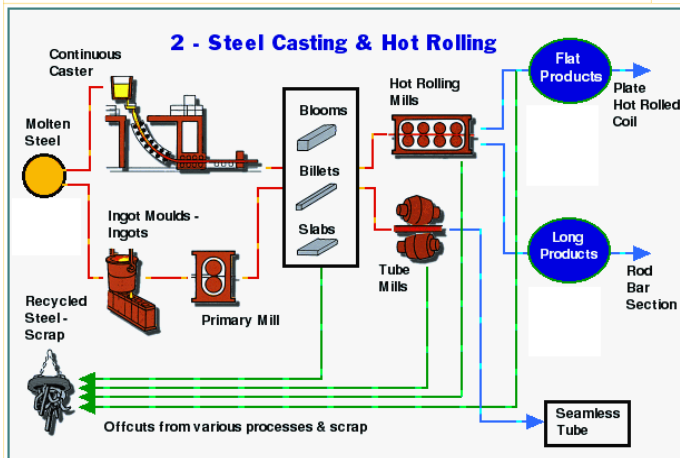 2 - Steel Casting & Hot Rolling
Continuous
Caster
Molten
Steel
Ingot Moulds -
Ingots
Primary Mill
Blooms
Billets
Slabs
Hot Rolling
Mills
Tube
Mills
Flat
Products
Plate
Hot Rolled
Coil
Long
Products
Rod
Bar
Section
Recycled
Steel -
Scrap
Offcuts from various processes & scrap
Seamless
Tube